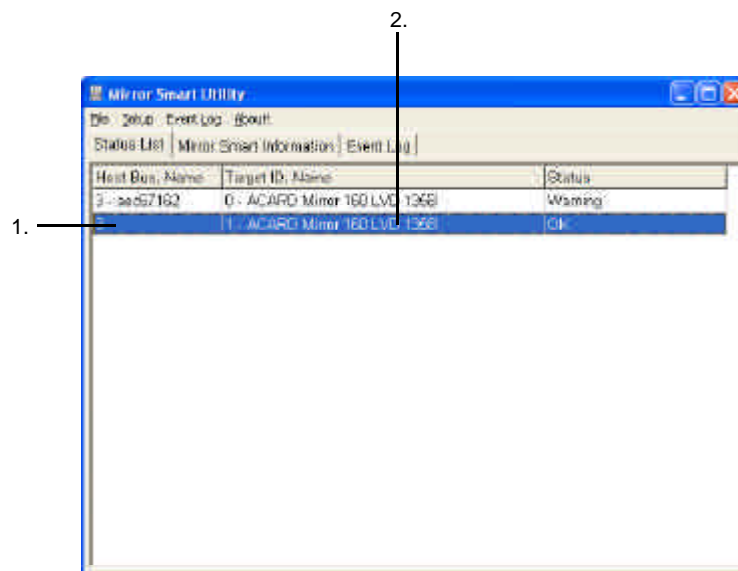 2.
Mirror Smart Utility
File Setup Event Log About!
Status List Mirror Smart Information Event Log
Host Bus, Name Target ID, Name Status
3 - aec67162 0 - ACARD Mirror 160 LVD 1368 Warning
1. 1 - ACARD Mirror 160 LVD 1368 OK